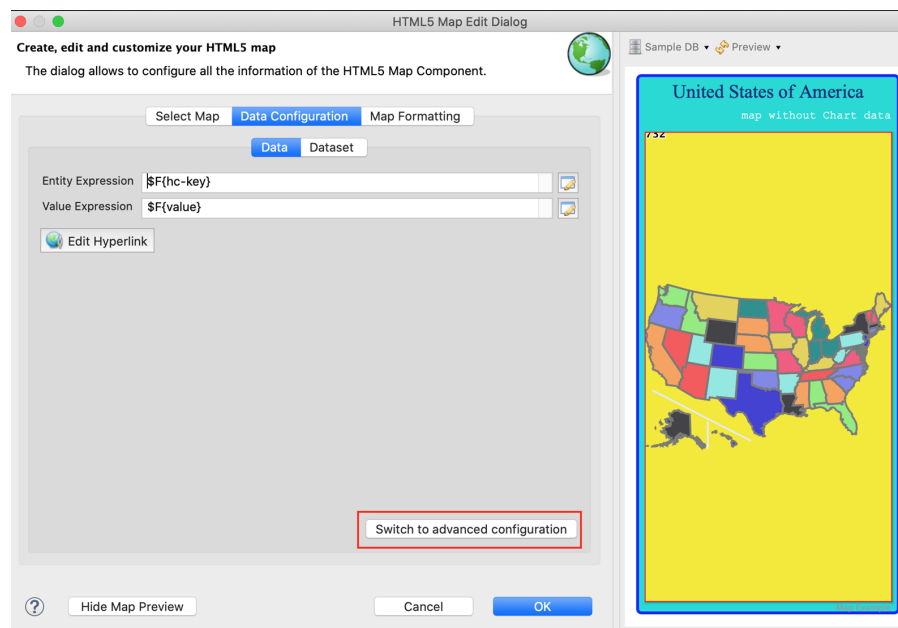 HTML5 Map Edit Dialog
Create, edit and customize your HTML5 map
The dialog allows to configure all the information of the HTML5 Map Component.
Sample DB
Preview
Select Map
Data Configuration
Map Formatting
Data
Dataset
Entity Expression
$F{hc-key}
Value Expression
$F{value}
Edit Hyperlink
Switch to advanced configuration
?
Hide Map Preview
Cancel
OK
United States of America
map without Chart data
732
Map Example